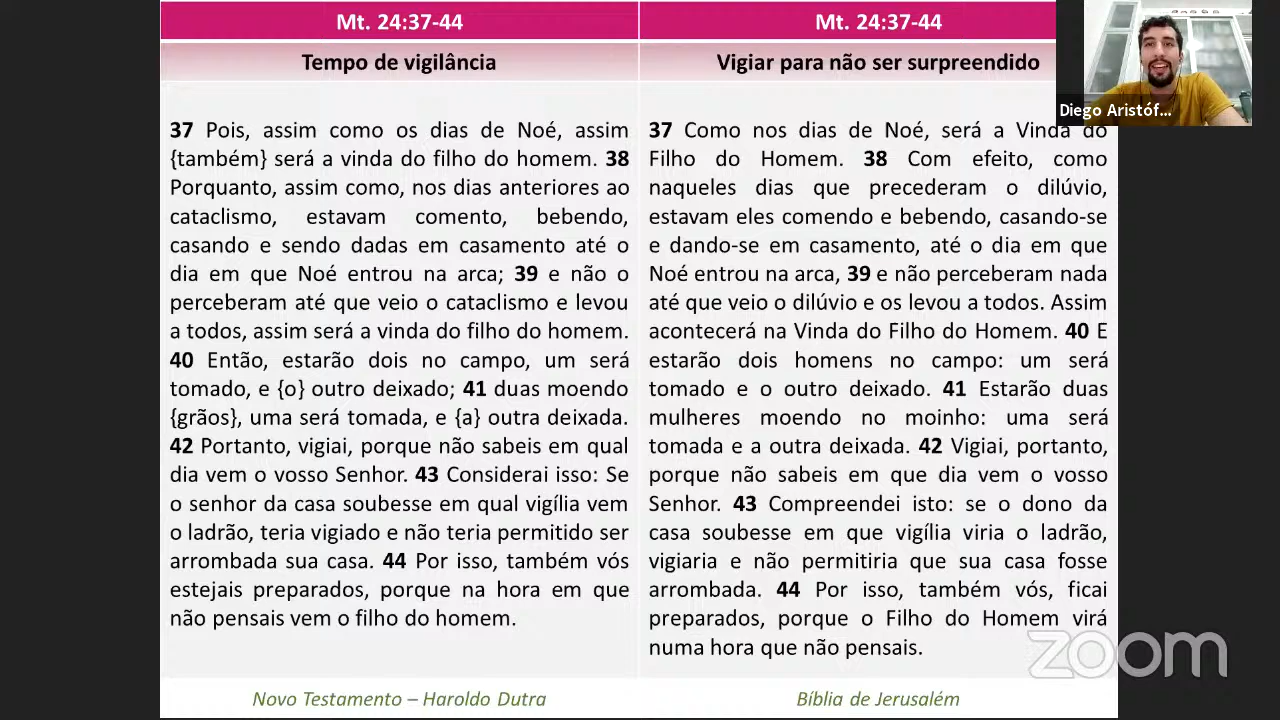 Mt. 24:37-44
Tempo de vigilância
37 Pois, assim como os dias de Noé, assim
{também} será a vinda do filho do homem. 38
Porquanto, assim como, nos dias anteriores ao
cataclismo, estavam comento, bebendo,
casando e sendo dadas em casamento até o
dia em que Noé entrou na arca; 39 e não o
perceberam até que veio o cataclismo e levou
a todos, assim será a vinda do filho do homem.
40 Então, estarão dois no campo, um será
tomado, e {o} outro deixado; 41 duas moendo
{grãos}, uma será tomada, e {a} outra deixada.
42 Portanto, vigiai, porque não sabeis em qual
dia vem o vosso Senhor. 43 Considerai isso: Se
o senhor da casa soubesse em qual vigília vem
o ladrão, teria vigiado e não teria permitido ser
arrombada sua casa. 44 Por isso, também vós
estejais preparados, porque na hora em que
não pensais vem o filho do homem.
Novo Testamento – Haroldo Dutra
Mt. 24:37-44
Vigiar para não ser surpreendido
37 Como nos dias de Noé, será a Vinda do
Filho do Homem. 38 Com efeito, como
naqueles dias que precederam o dilúvio,
estavam eles comendo e bebendo, casando-se
e dando-se em casamento, até o dia em que
Noé entrou na arca, 39 e não perceberam nada
até que veio o dilúvio e os levou a todos. Assim
acontecerá na Vinda do Filho do Homem. 40 E
estarão dois homens no campo: um será
tomado e o outro deixado. 41 Estarão duas
mulheres moendo no moinho: uma será
tomada e a outra deixada. 42 Vigiai, portanto,
porque não sabeis em que dia vem o vosso
Senhor. 43 Compreendei isto: se o dono da
casa soubesse em que vigília viria o ladrão,
vigiaria e não permitiria que sua casa fosse
arrombada. 44 Por isso, também vós, ficai
preparados, porque o Filho do Homem virá
numa hora que não pensais.
Bíblia de Jerusalém
Diego Aristóf...
zoom